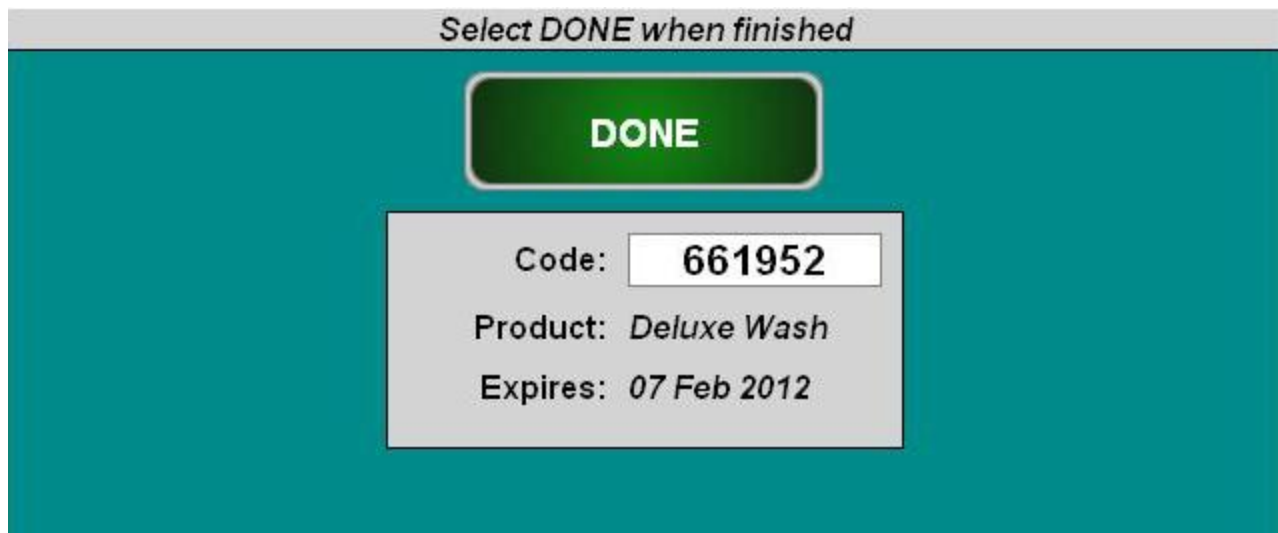 Select DONE when finished
DONE
Code: 661952
Product: Deluxe Wash
Expires: 07 Feb 2012